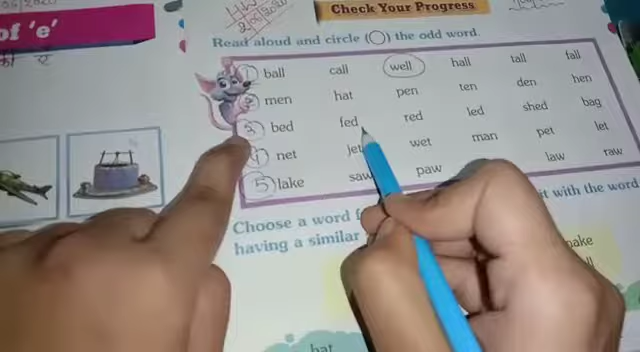 Check Your Progress
of 'e'
Read aloud and circle ( ) the odd word.
1 ball call well hall tall fall
2 men hat pen ten den hen
3 bed fed red led shed bag
4 net jet wet man pet let
5 lake saw paw law raw
Choose a word
it with the word
having a similar
hat